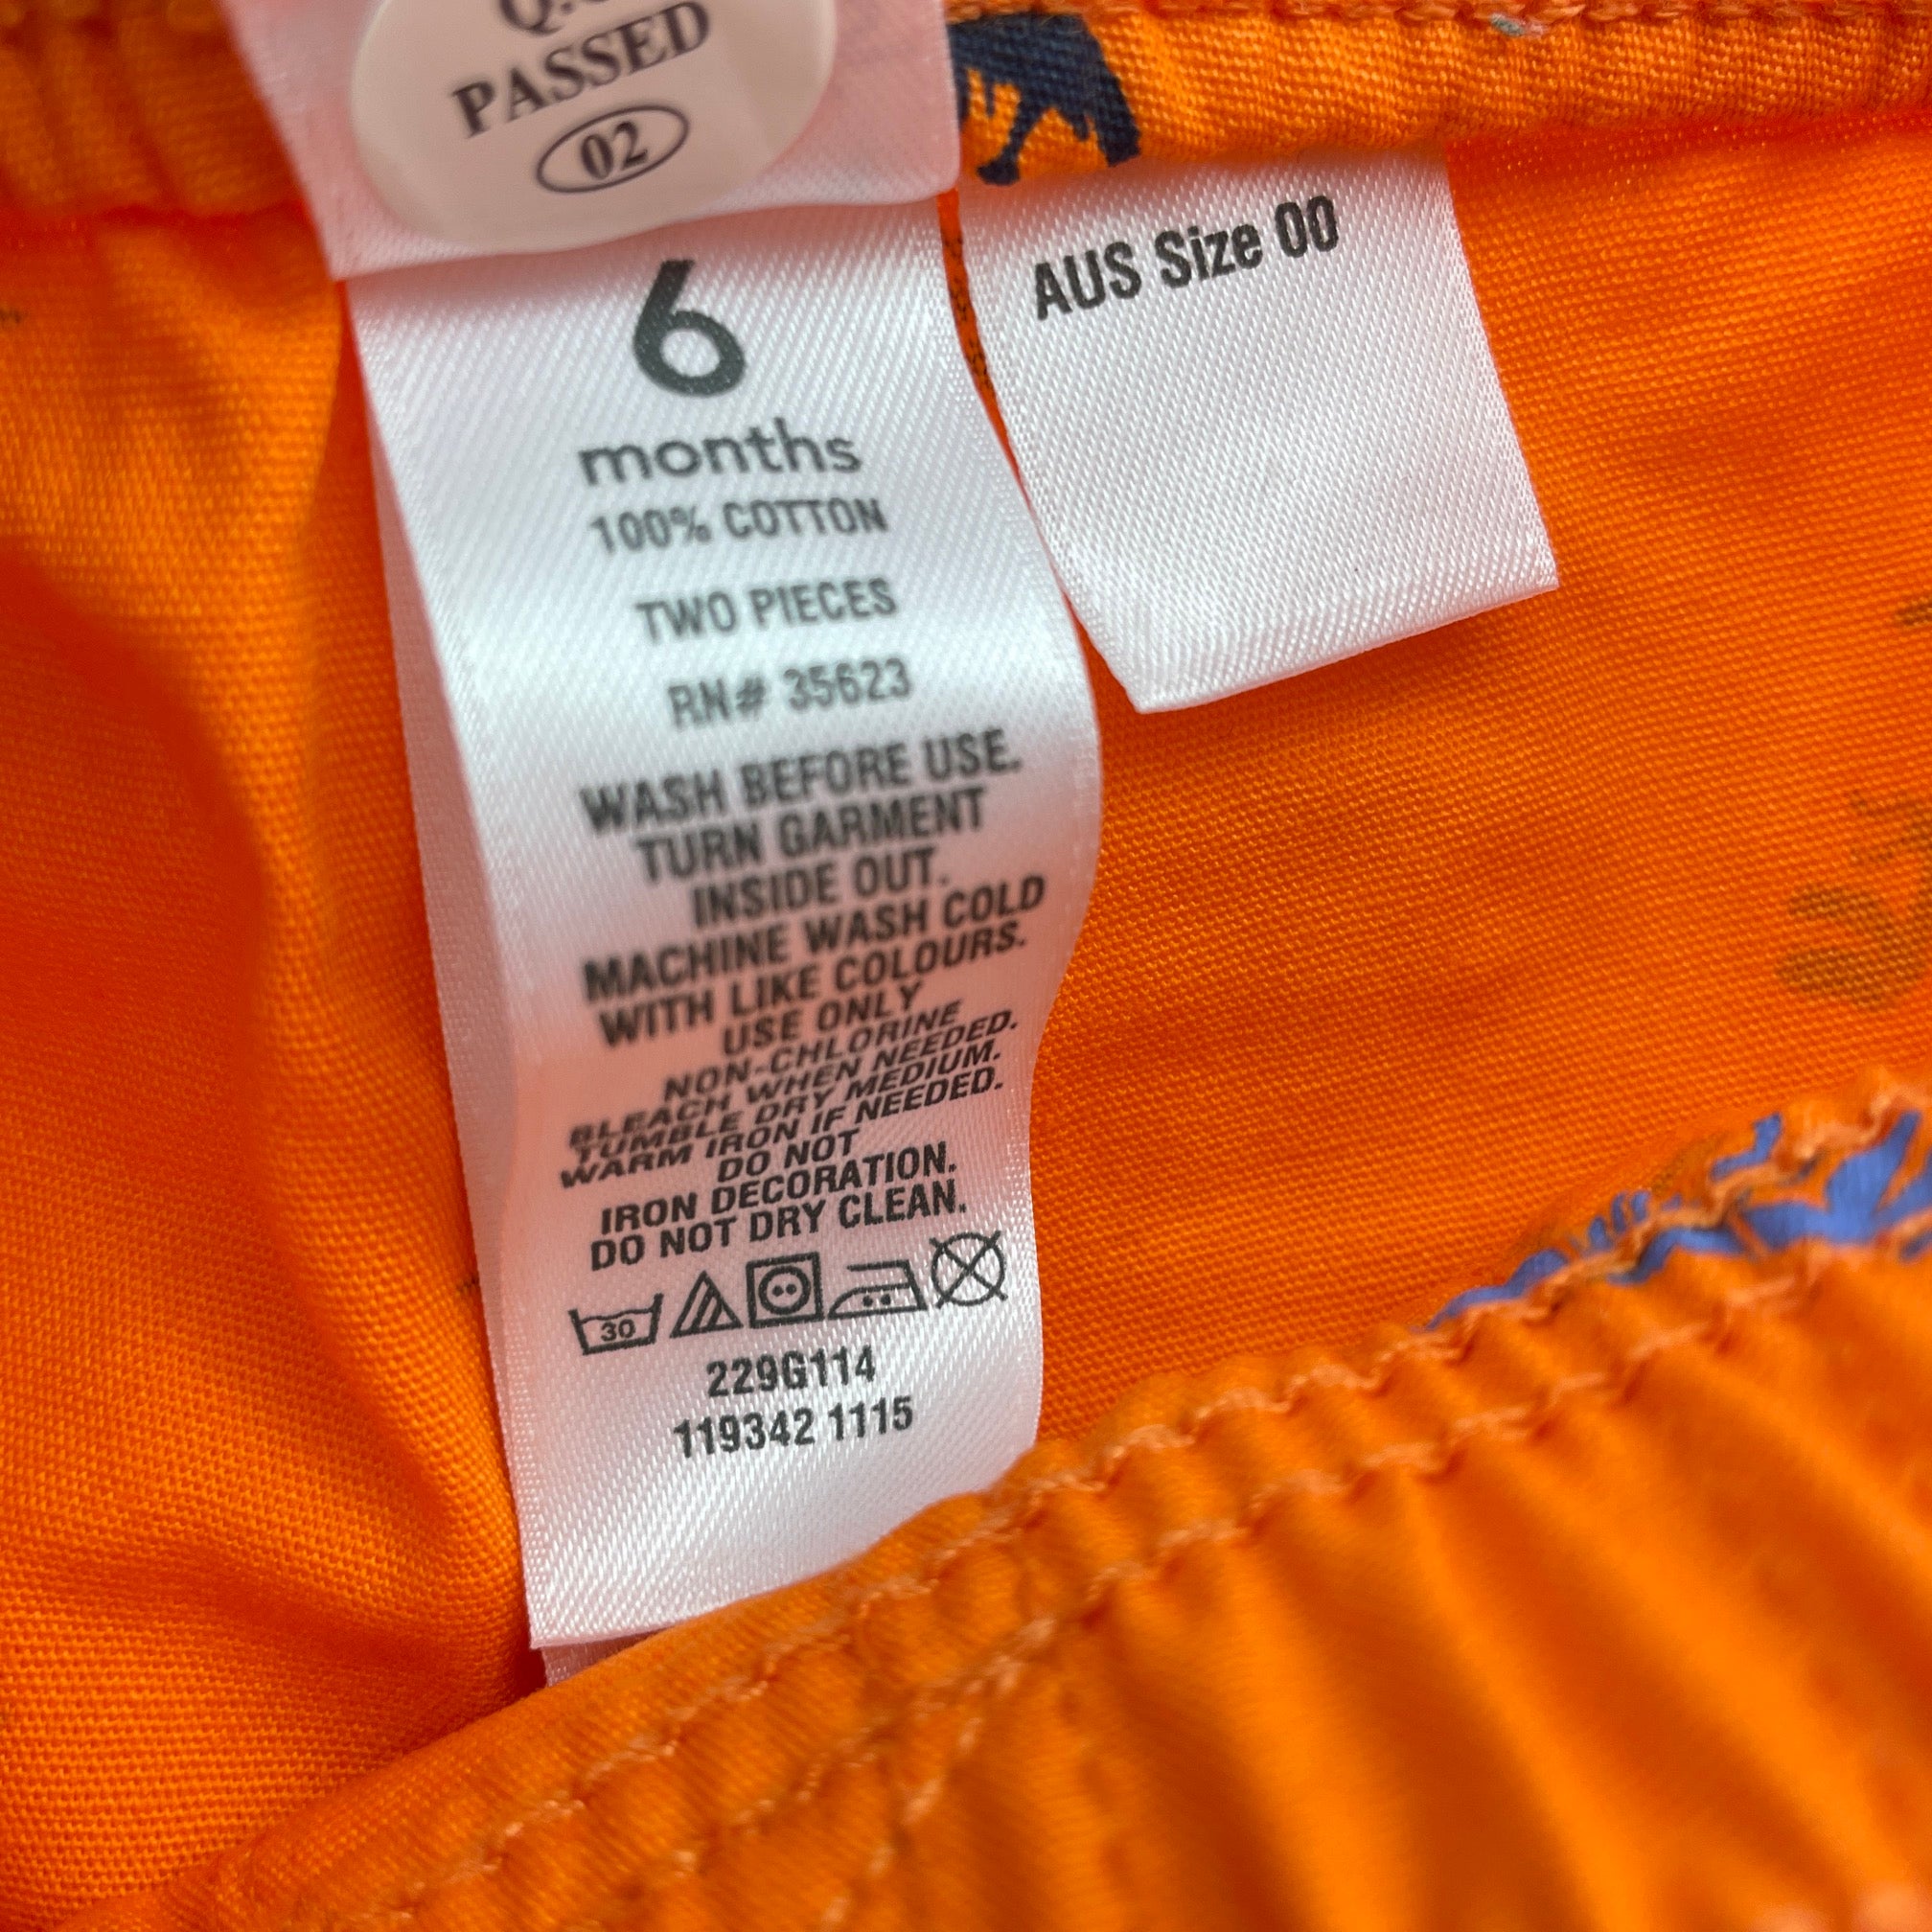 PASSED
02
6
months
100% COTTON
TWO PIECES
RN# 35623
WASH BEFORE USE.
TURN GARMENT
INSIDE OUT.
MACHINE WASH COLD
WITH LIKE COLOURS.
USE ONLY
NON-CHLORINE
BLEACH WHEN NEEDED.
TUMBLE DRY MEDIUM.
WARM IRON IF NEEDED.
DO NOT
IRON DECORATION.
DO NOT DRY CLEAN.
30
229G114
119342 1115
AUS Size 00